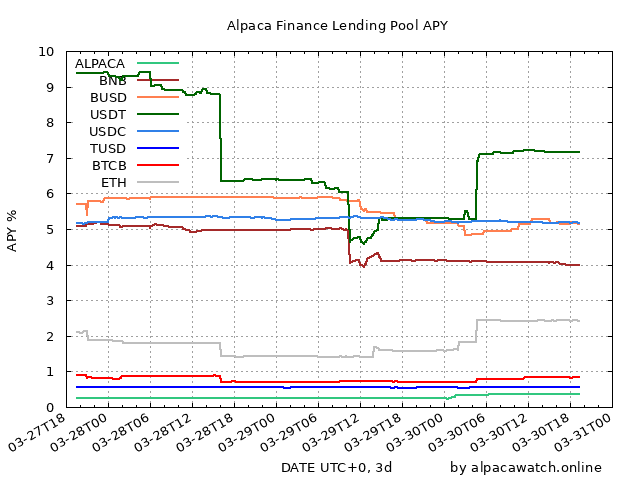 Alpaca Finance Lending Pool APY
10
9
8
7
6
5
4
3
2
1
0
APY %
ALPACA
BNB
BUSD
USDT
USDC
TUSD
BTCB
ETH
03-27T18
03-28T00
03-28T06
03-28T12
03-28T18
03-29T00
03-29T06
03-29T12
03-29T18
03-30T00
03-30T06
03-30T12
03-30T18
03-31T00
DATE UTC+0, 3d
by alpacawatch.online